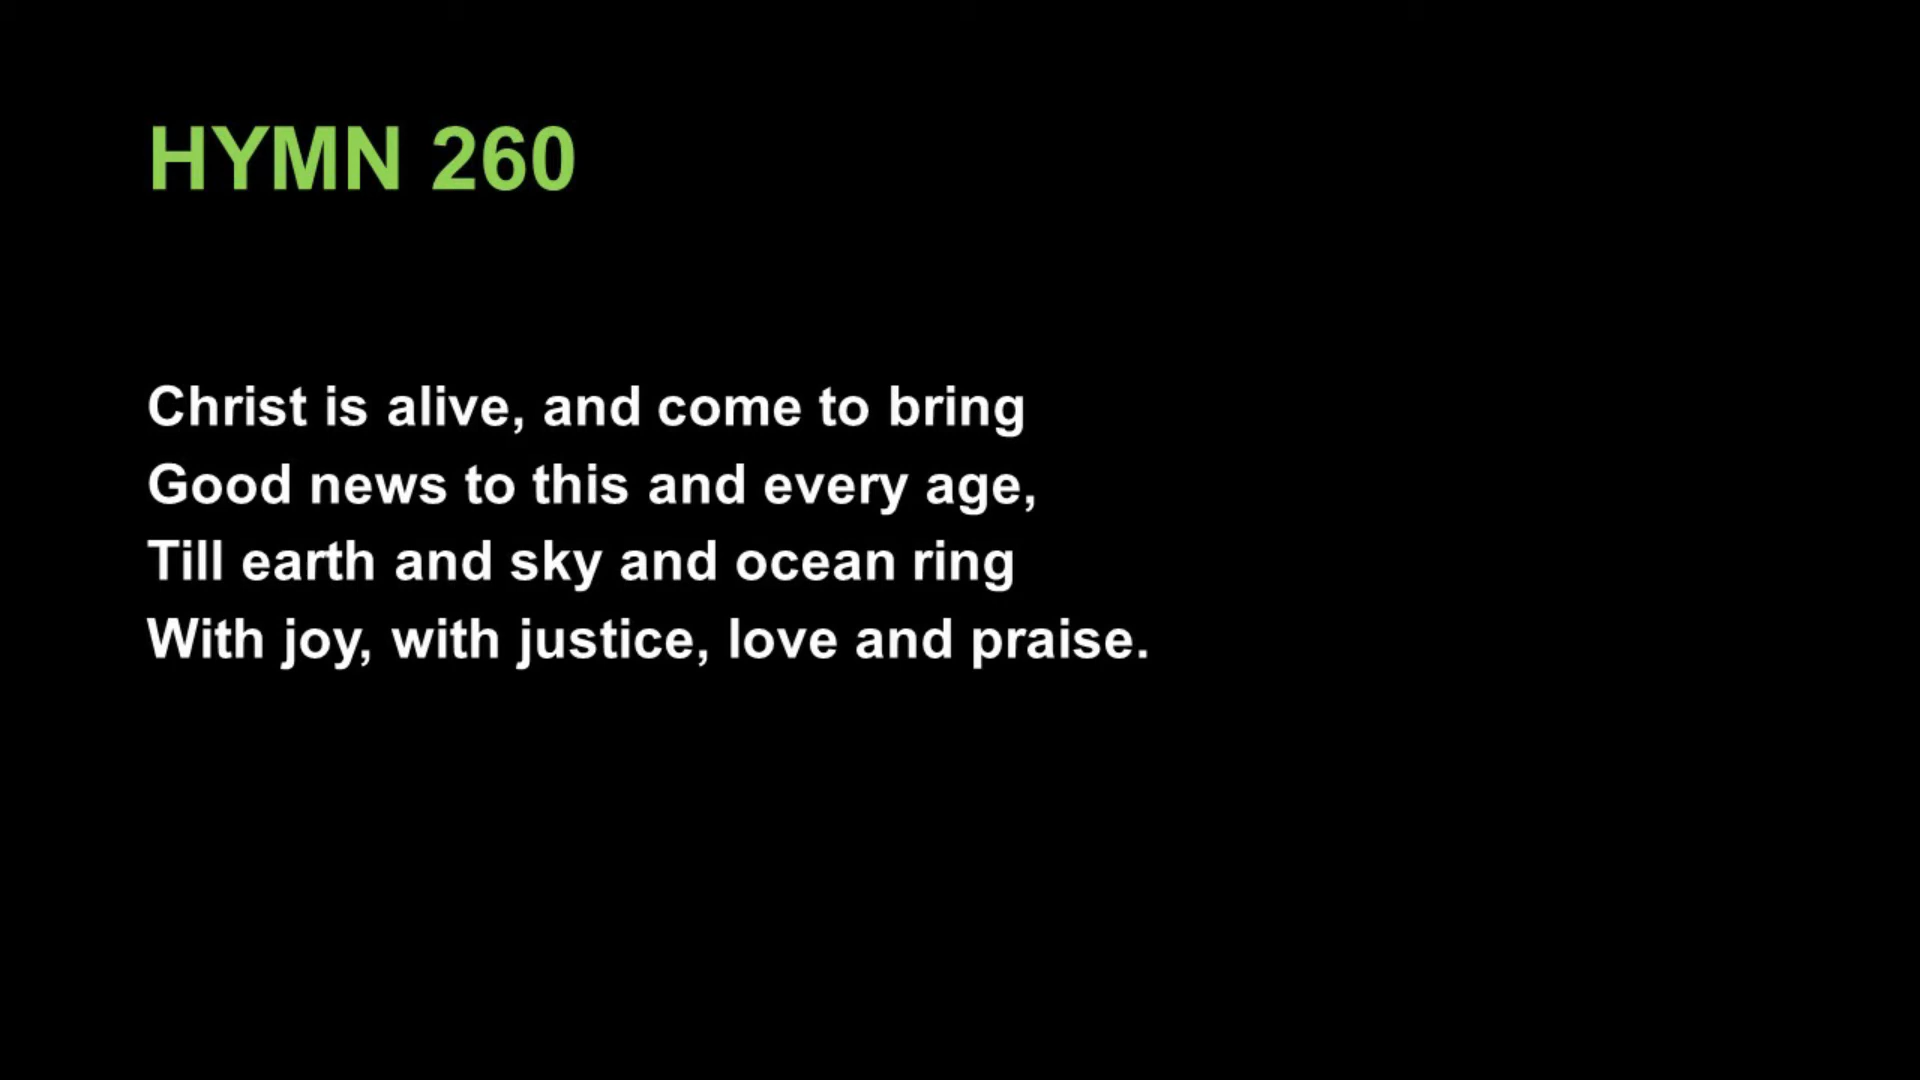 HYMN 260
Christ is alive, and come to bring
Good news to this and every age,
Till earth and sky and ocean ring
With joy, with justice, love and praise.